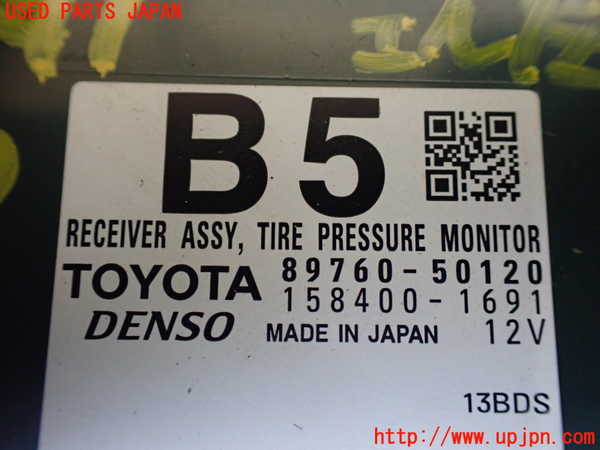 USED PARTS JAPAN
B5
RECEIVER ASSY, TIRE PRESSURE MONITOR
TOYOTA 89760-50120
158400-1691
DENSO MADE IN JAPAN 12V
13BDS
http://www.upjpn.com